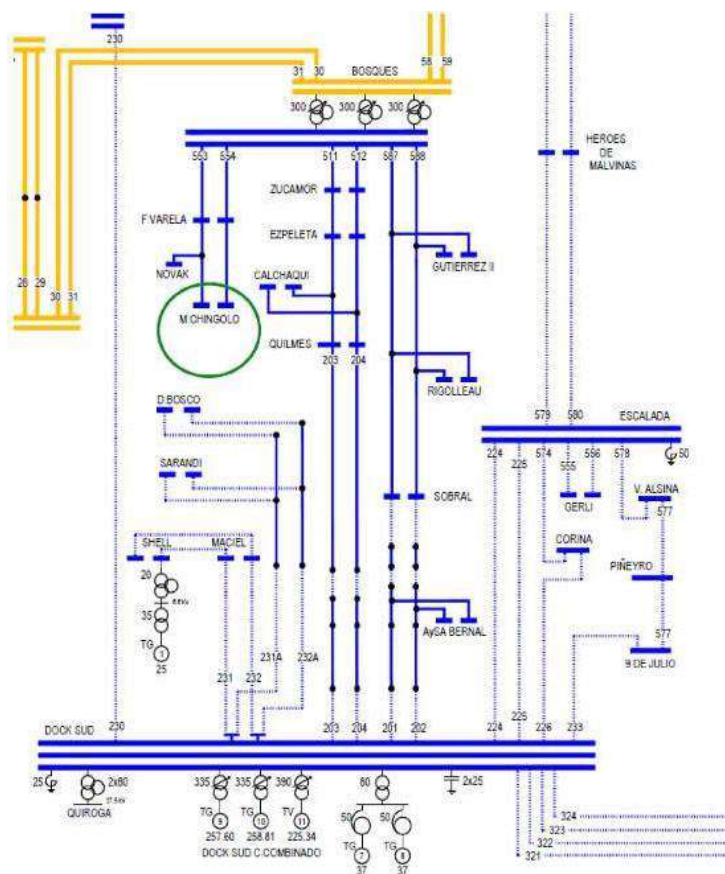 230
31
30
58
59
BOSQUES
300
300
300
553
554
511
512
587
588
HEROES
DE
MALVINAS
ZUCAMOR
F.VARELA
EZPELETA
NOVAK
CALCHAQUI
GUTIERREZ II
28
29
30
31
M.CHINGOLO
QUILMES
203
204
RIGOLLEAU
D.BOSCO
579
580
ESCALADA
224
225
574
555
556
578
50
SARANDI
SOBRAL
GERLI
V. ALSINA
577
SHELL
MACIEL
CORINA
PIÑEYRO
20
35
AySA BERNAL
577
TG
1
25
231A
232A
231
232
9 DE JULIO
DOCK SUD
230
203
204
201
202
224
225
226
233
25
2x80
335
335
390
60
2x25
QUIROGA
TG
9
TG
10
TV
11
50
50
324
323
322
321
257.60
258.81
225.34
TG
7
TG
8
DOCK SUD C.COMBINADO
37
37